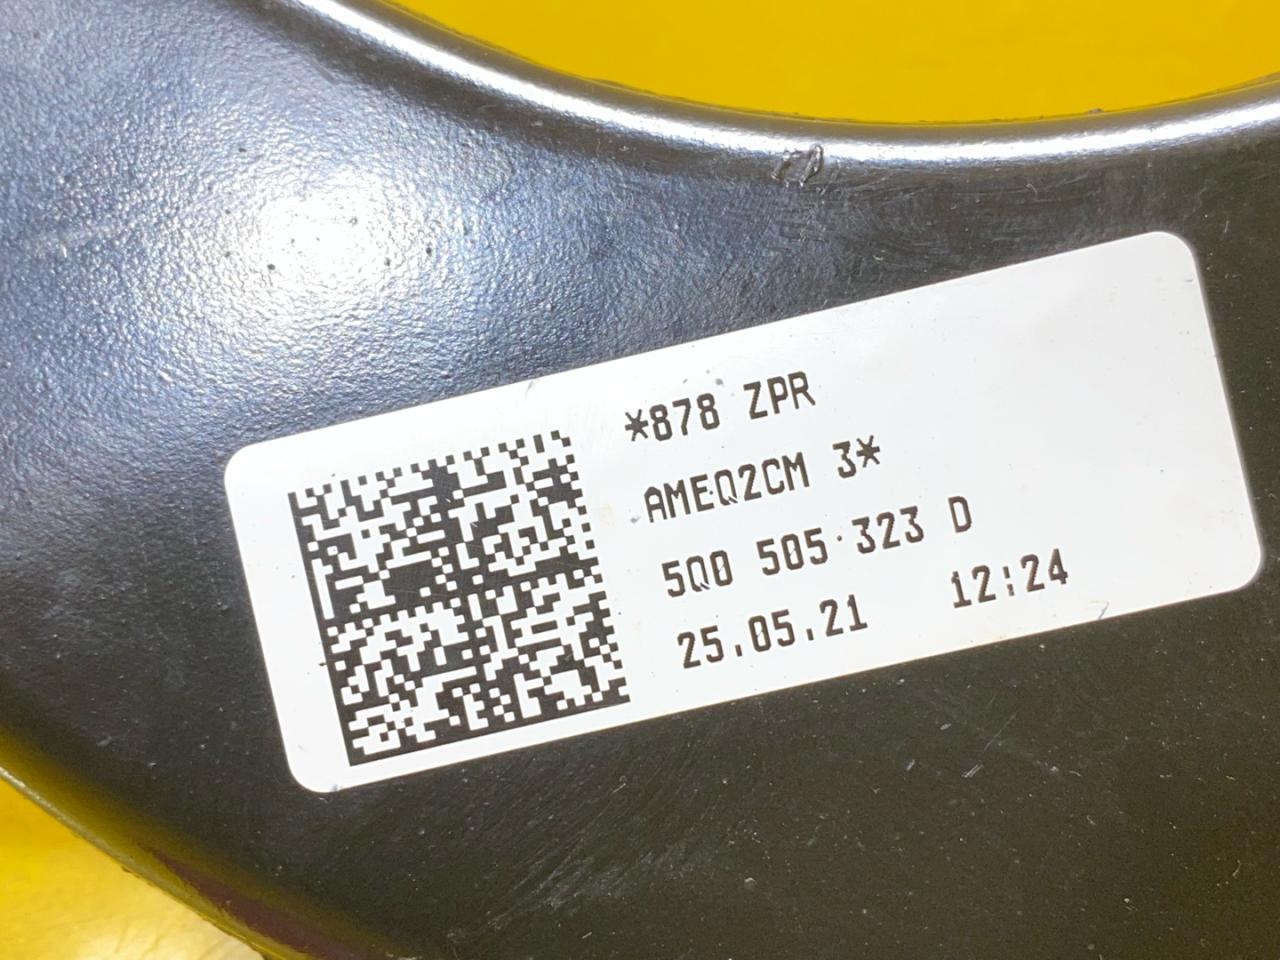 *878 ZPR
AMEQ2CM 3*
5Q0 505 323 D
25.05.21 12:24